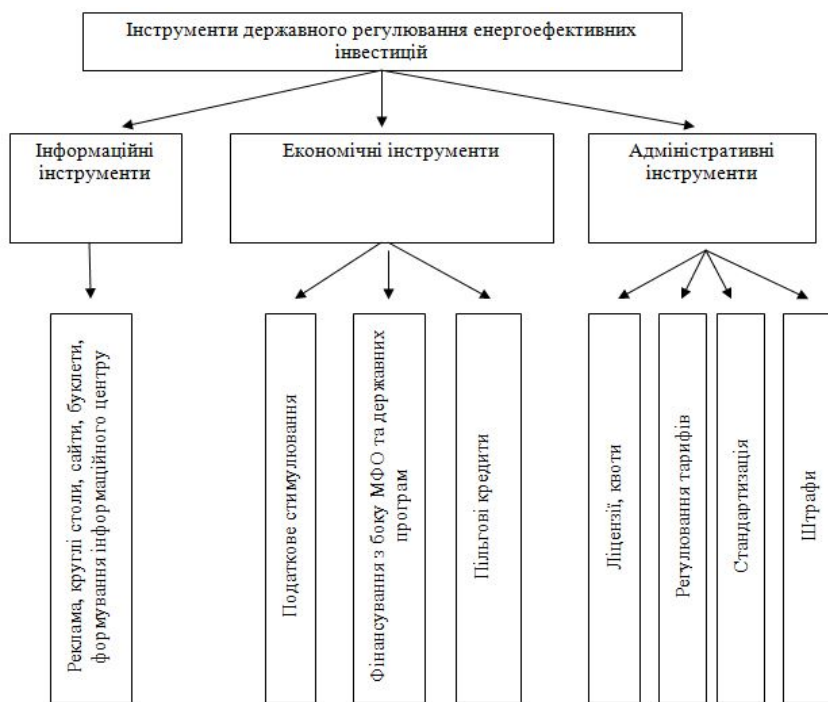 Інструменти державного регулювання енергоефективних
інвестицій
Інформаційні
інструменти
Економічні інструменти
Адміністративні
інструменти
Реклама, круглі столи, сайти, буклети,
формування інформаційного центру
Податкове стимулювання
Фінансування з боку МФО та державних
програм
Пільгові кредити
Ліцензії, квоти
Регулювання тарифів
Стандартизація
Штрафи